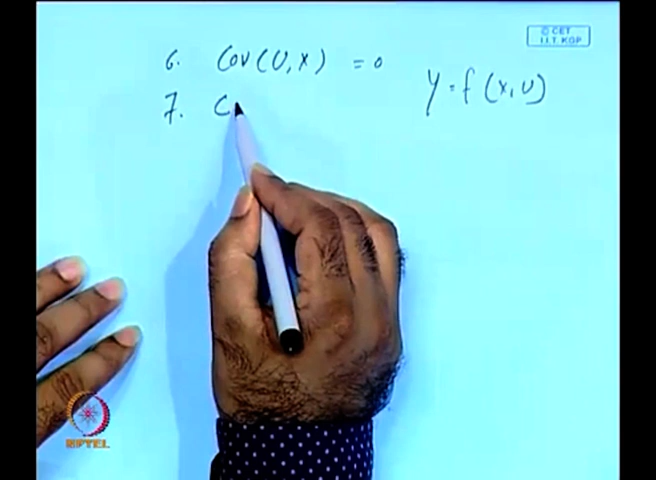 © CET
I.I.T. KGP
6. Cov(U, X) = 0
y = f (X, U)
7. C
NPTEL